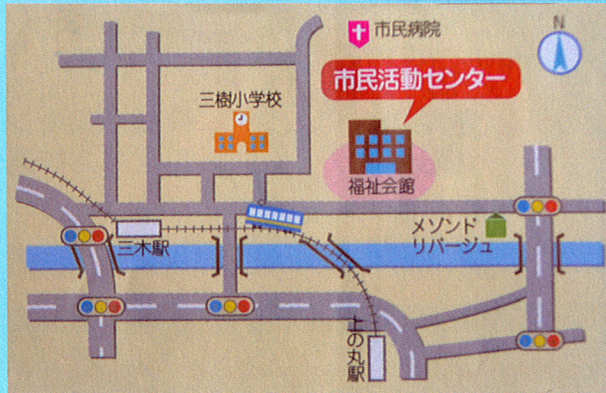 市民病院
N
市民活動センター
三樹小学校
福祉会館
メゾンド
リバージュ
三木駅
上の丸駅